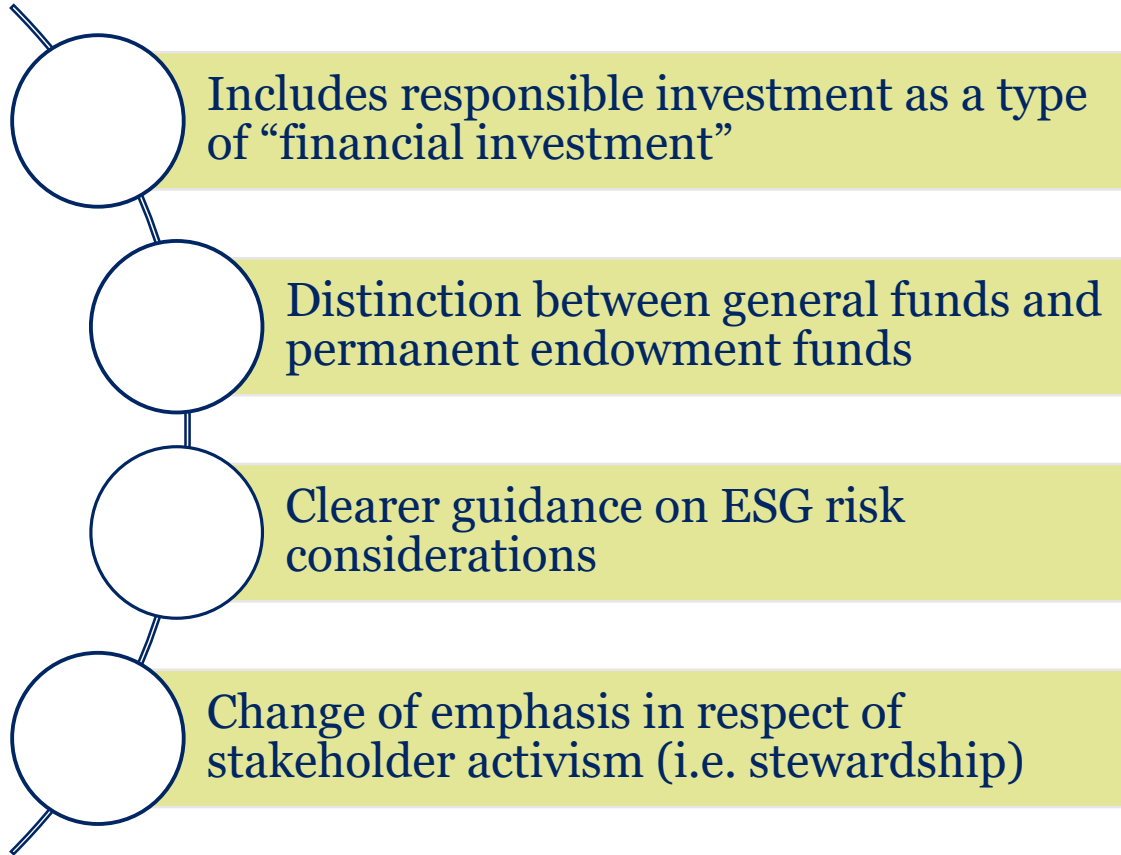 Includes responsible investment as a type
of “financial investment”
Distinction between general funds and
permanent endowment funds
Clearer guidance on ESG risk
considerations
Change of emphasis in respect of
stakeholder activism (i.e. stewardship)